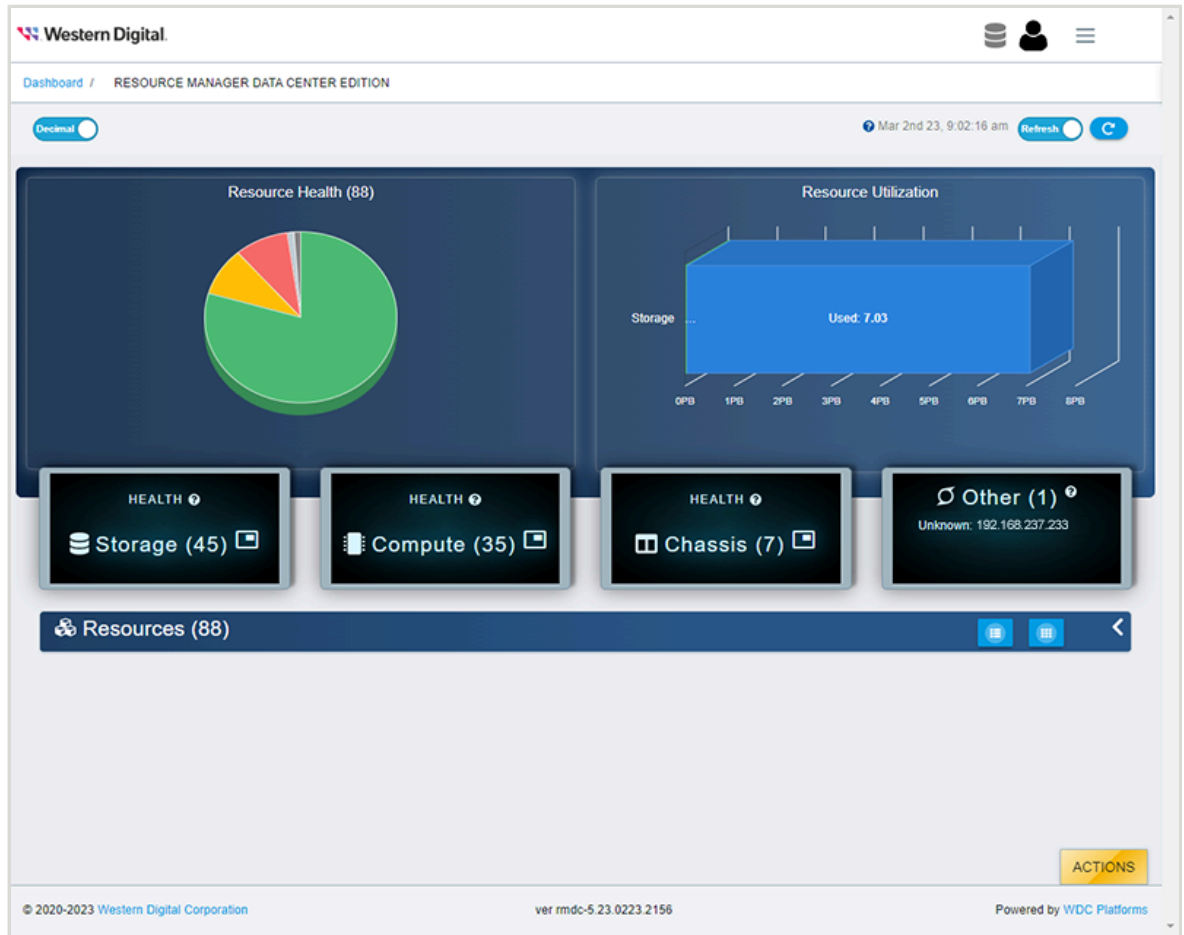 Western Digital.
Dashboard / RESOURCE MANAGER DATA CENTER EDITION
Decimal
Mar 2nd 23, 9:02:16 am Refresh
Resource Health (88)
Resource Utilization
Storage ...
Used: 7.03
0PB 1PB 2PB 3PB 4PB 5PB 6PB 7PB 8PB
HEALTH
Storage (45)
HEALTH
Compute (35)
HEALTH
Chassis (7)
Other (1)
Unknown: 192.168.237.233
Resources (88)
ACTIONS
© 2020-2023 Western Digital Corporation
ver rmdc-5.23.0223.2156
Powered by WDC Platforms